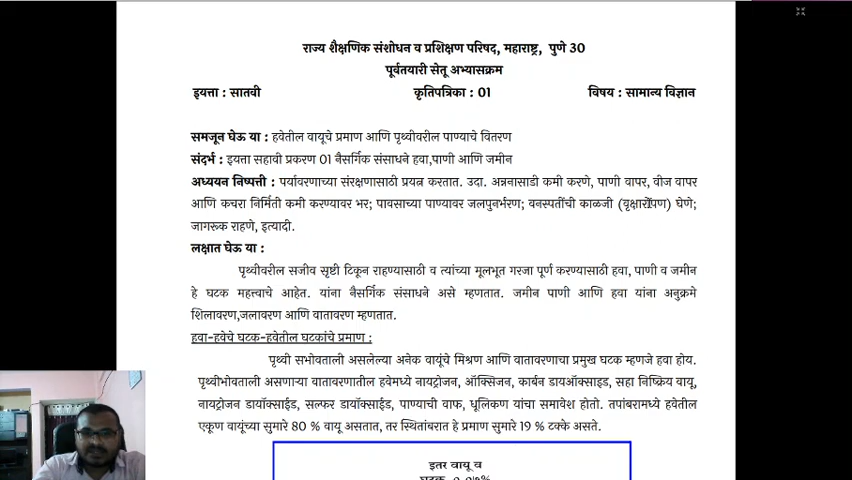 राज्य शैक्षणिक संशोधन व प्रशिक्षण परिषद, महाराष्ट्र, पुणे 30
पूर्वतयारी सेतू अभ्यासक्रम
इयत्ता : सातवी कृतिपत्रिका : 01 विषय : सामान्य विज्ञान
समजून घेऊ या : हवेतील वायूचे प्रमाण आणि पृथ्वीवरील पाण्याचे वितरण
संदर्भ : इयत्ता सहावी प्रकरण 01 नैसर्गिक संसाधने हवा,पाणी आणि जमीन
अध्ययन निष्पत्ती : पर्यावरणाच्या संरक्षणासाठी प्रयत्न करतात. उदा. अन्ननासाडी कमी करणे, पाणी वापर, वीज वापर
आणि कचरा निर्मिती कमी करण्यावर भर; पावसाच्या पाण्यावर जलपुनर्भरण; वनस्पतींची काळजी (वृक्षारोपण) घेणे;
जागरूक राहणे, इत्यादी.
लक्षात घेऊ या :
पृथ्वीवरील सजीव सृष्टी टिकून राहण्यासाठी व त्यांच्या मूलभूत गरजा पूर्ण करण्यासाठी हवा, पाणी व जमीन
हे घटक महत्त्वाचे आहेत. यांना नैसर्गिक संसाधने असे म्हणतात. जमीन पाणी आणि हवा यांना अनुक्रमे
शिलावरण,जलावरण आणि वातावरण म्हणतात.
हवा-हवेचे घटक-हवेतील घटकांचे प्रमाण :
पृथ्वी सभोवताली असलेल्या अनेक वायूंचे मिश्रण आणि वातावरणाचा प्रमुख घटक म्हणजे हवा होय.
पृथ्वीभोवताली असणाऱ्या वातावरणातील हवेमध्ये नायट्रोजन, ऑक्सिजन, कार्बन डायऑक्साइड, सहा निष्क्रिय वायू,
नायट्रोजन डायॉक्साईड, सल्फर डायॉक्साईड, पाण्याची वाफ, धूलिकण यांचा समावेश होतो. तपांबरामध्ये हवेतील
एकूण वायूंच्या सुमारे 80 % वायू असतात, तर स्थितांबरात हे प्रमाण सुमारे 19 % टक्के असते.
इतर वायू व